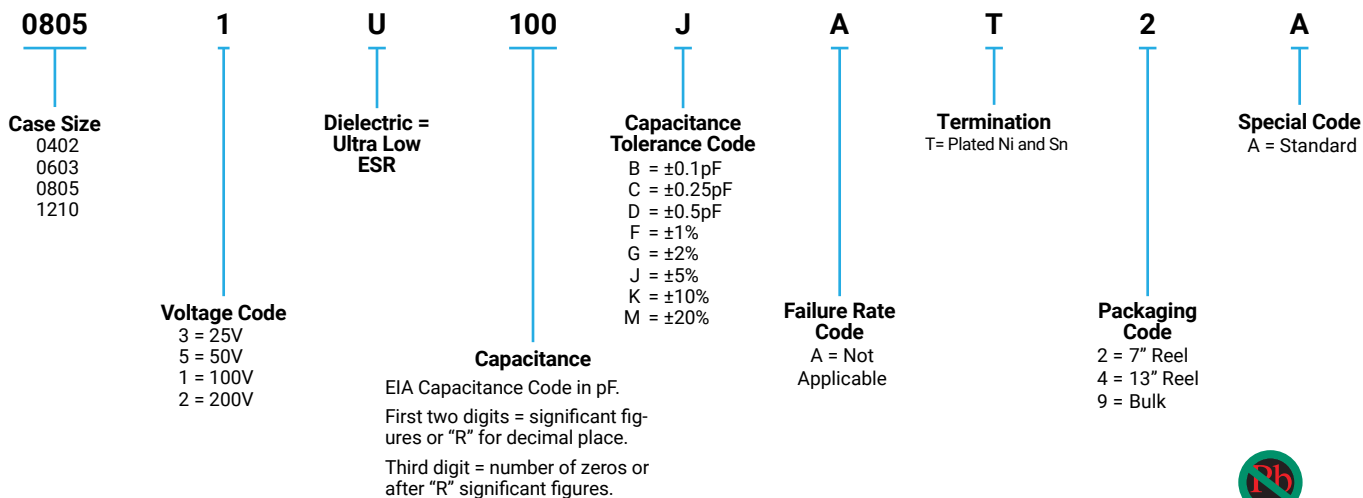 0805 1 U 100 J A T 2 A
Case Size
0402
0603
0805
1210
Voltage Code
3 = 25V
5 = 50V
1 = 100V
2 = 200V
Dielectric =
Ultra Low
ESR
Capacitance
EIA Capacitance Code in pF.
First two digits = significant fig-
ures or “R” for decimal place.
Third digit = number of zeros or
after “R” significant figures.
Capacitance
Tolerance Code
B = ±0.1pF
C = ±0.25pF
D = ±0.5pF
F = ±1%
G = ±2%
J = ±5%
K = ±10%
M = ±20%
Failure Rate
Code
A = Not
Applicable
Termination
T= Plated Ni and Sn
Packaging
Code
2 = 7” Reel
4 = 13” Reel
9 = Bulk
Special Code
A = Standard
Pb